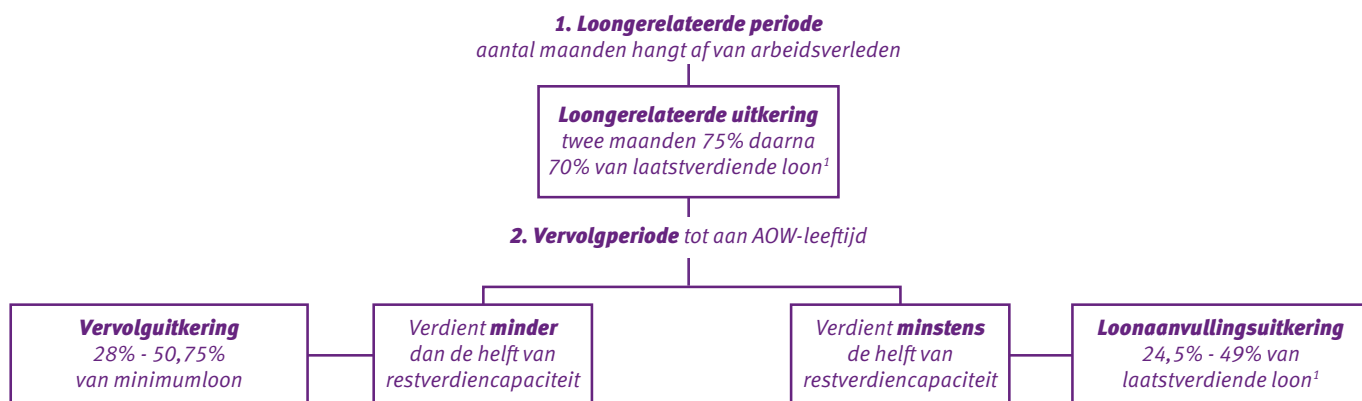 1. Loongerelateerde periode
aantal maanden hangt af van arbeidsverleden
Loongerelateerde uitkering
twee maanden 75% daarna
70% van laatstverdiende loon¹
2. Vervolgperiode tot aan AOW-leeftijd
Vervolguitkering
28% - 50,75%
van minimumloon
Verdient minder
dan de helft van
restverdiencapaciteit
Verdient minstens
de helft van
restverdiencapaciteit
Loonaanvullingsuitkering
24,5% - 49% van
laatstverdiende loon¹